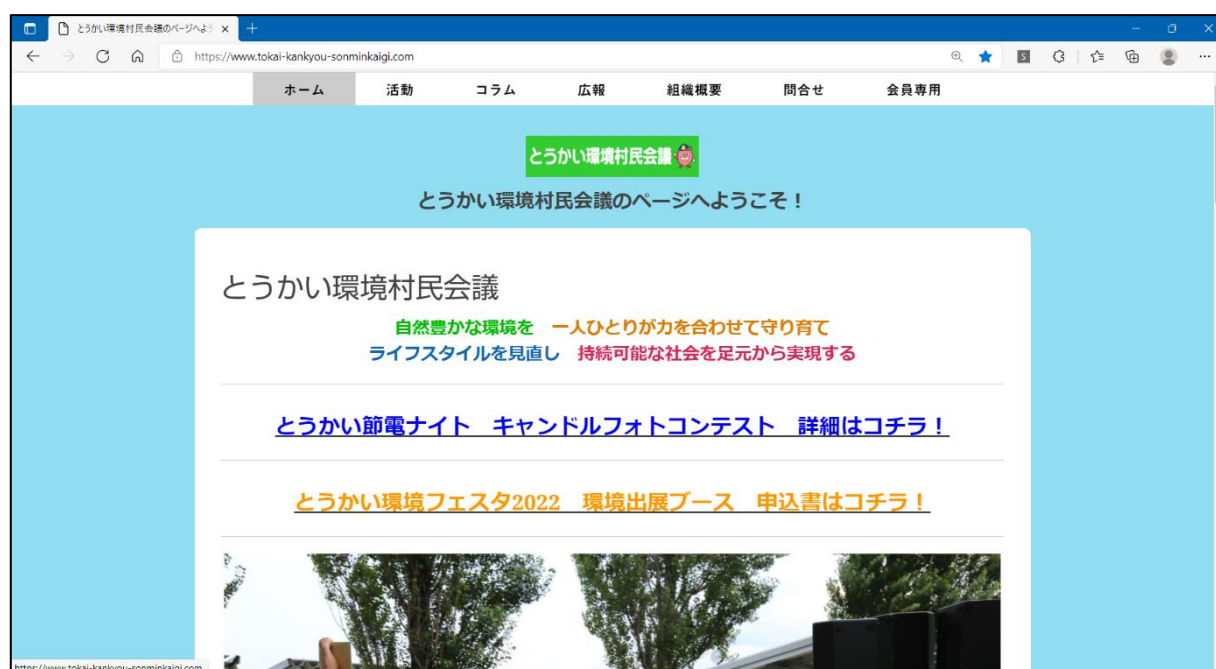 とうかい環境村民会議のページへよう
https://www.tokai-kankyou-sonminkaigi.com
ホーム 活動 コラム 広報 組織概要 問合せ 会員専用
とうかい環境村民会議
とうかい環境村民会議のページへようこそ！
とうかい環境村民会議
自然豊かな環境を 一人ひとりが力を合わせて守り育て
ライフスタイルを見直し 持続可能な社会を足元から実現する
とうかい節電ナイト キャンドルフォトコンテスト 詳細はコチラ！
とうかい環境フェスタ2022 環境出展ブース 申込書はコチラ！
https://www.tokai-kankyou-sonminkaigi.com